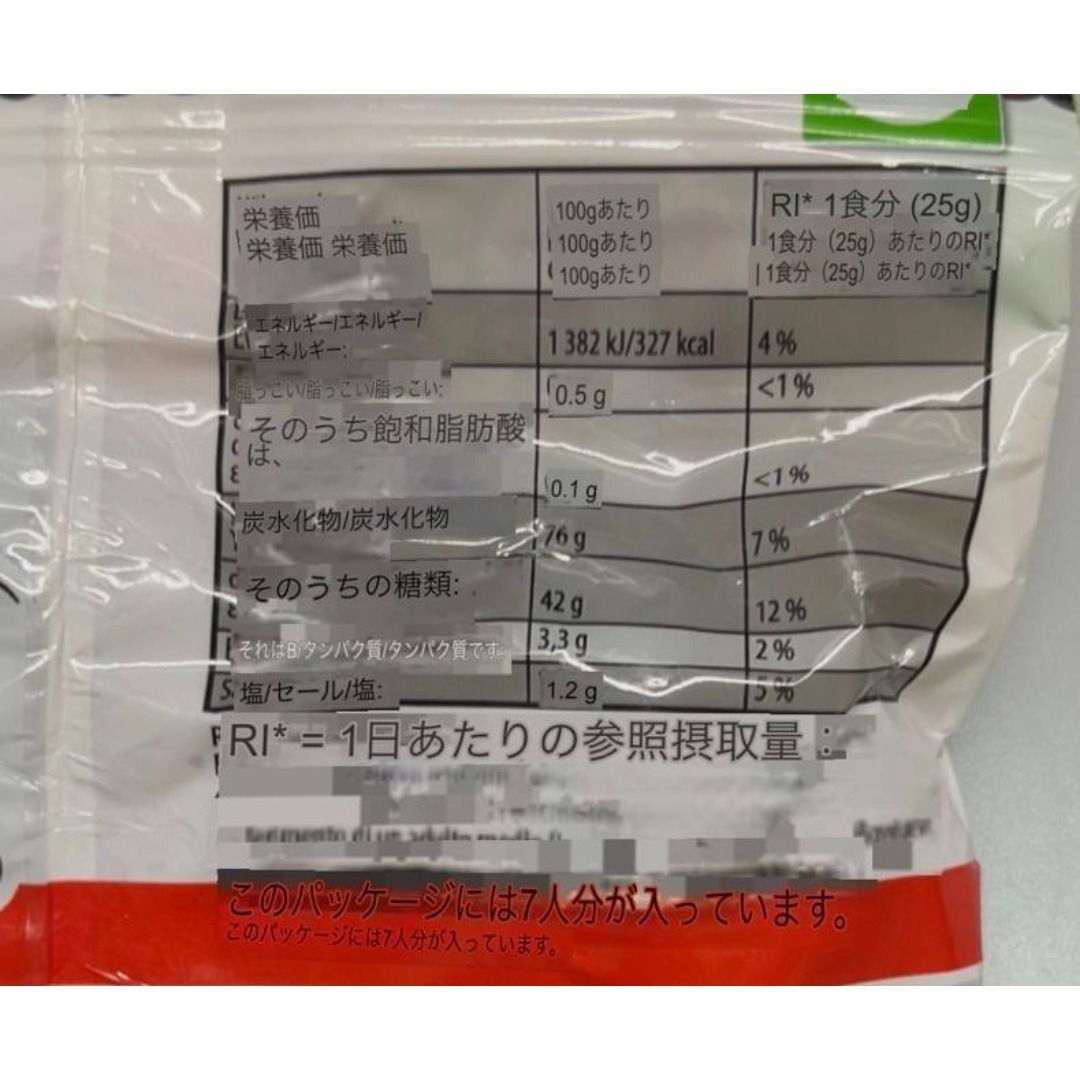 栄養価
栄養価 栄養価
100gあたり
100gあたり
100gあたり
RI* 1食分 (25g)
1食分（25g）あたりのRI*
1食分（25g）あたりのRI*
エネルギー/エネルギー/
エネルギー:
1 382 kJ/327 kcal
4 %
脂っこい/脂っこい/脂っこい:
0.5 g
<1 %
そのうち飽和脂肪酸
は、
0.1 g
<1 %
炭水化物/炭水化物
76 g
7 %
そのうちの糖類:
42 g
12 %
それはB/タンパク質/タンパク質です。
3,3 g
2 %
塩/セール/塩:
1.2 g
5 %
RI* = 1日あたりの参照摂取量：
このパッケージには7人分が入っています。
このパッケージには7人分が入っています。